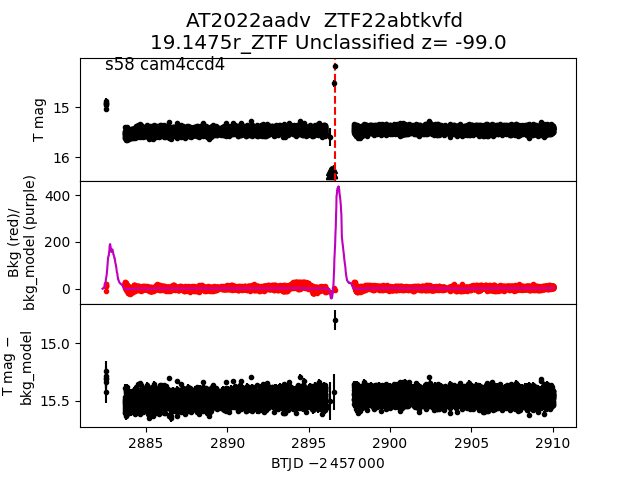 AT2022aadv  ZTF22abtkvfd
19.1475r_ZTF Unclassified z= -99.0
s58 cam4ccd4
T mag
15
16
Bkg (red)/
bkg_model (purple)
400
200
0
T mag −
bkg_model
15.0
15.5
2885 2890 2895 2900 2905 2910
BTJD −2 457 000